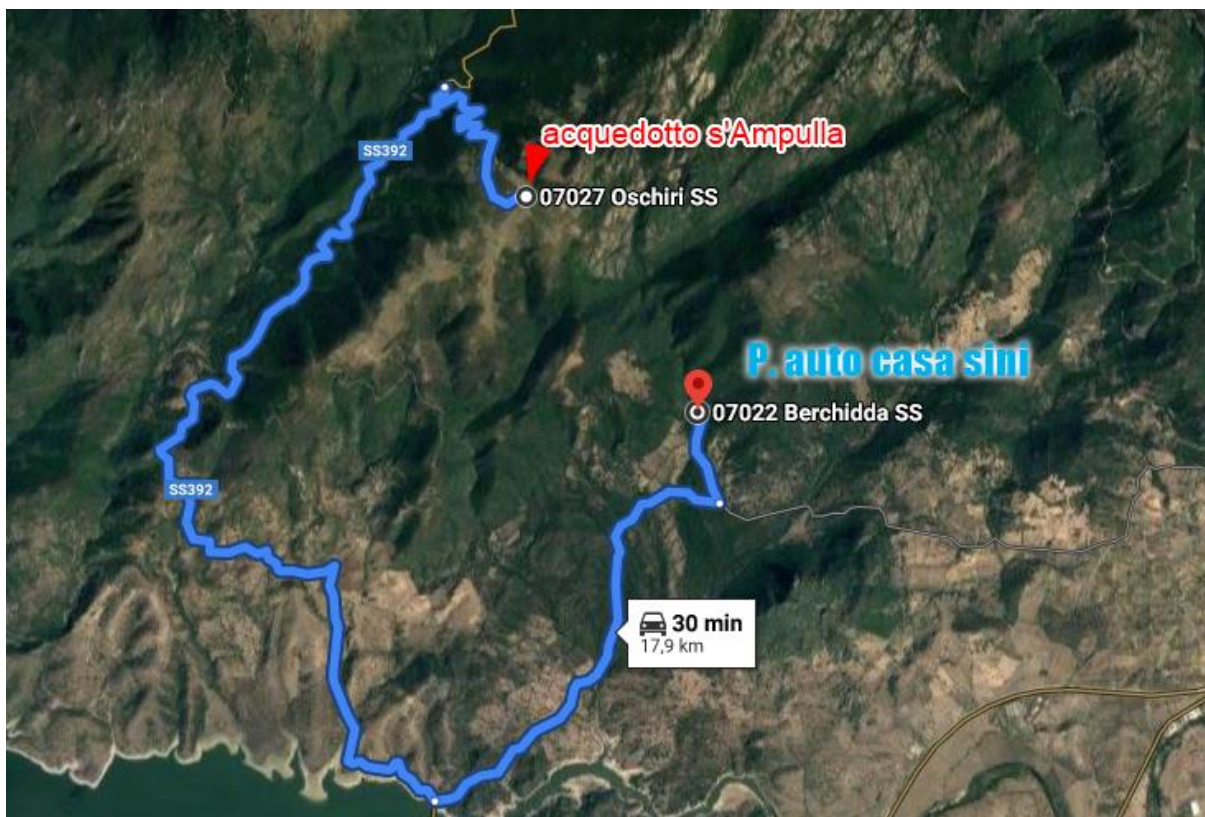 acquedotto s'Ampulla
SS392
07027 Oschiri SS
P. auto casa sini
07022 Berchidda SS
SS392
30 min
17,9 km